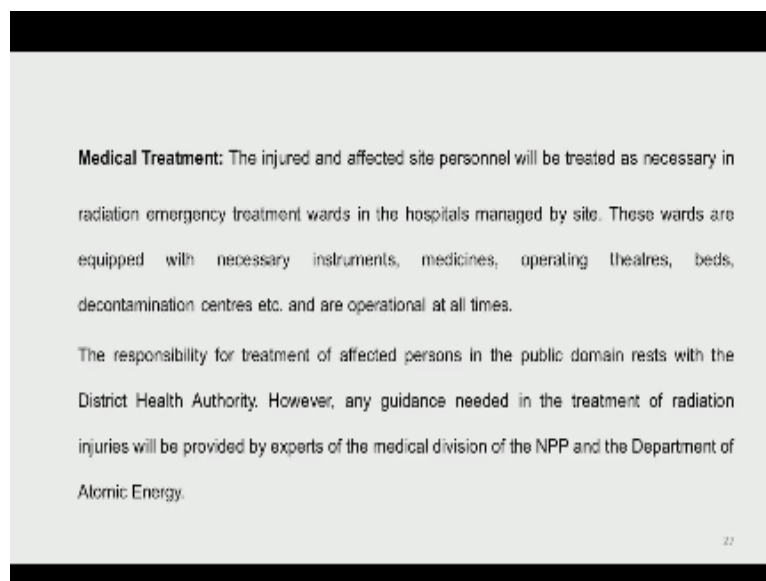 Medical Treatment: The injured and affected site personnel will be treated as necessary in
radiation emergency treatment wards in the hospitals managed by site. These wards are
equipped with necessary instruments, medicines, operating theatres, beds,
decontamination centres etc. and are operational at all times.
The responsibility for treatment of affected persons in the public domain rests with the
District Health Authority. However, any guidance needed in the treatment of radiation
injuries will be provided by experts of the medical division of the NPP and the Department of
Atomic Energy.